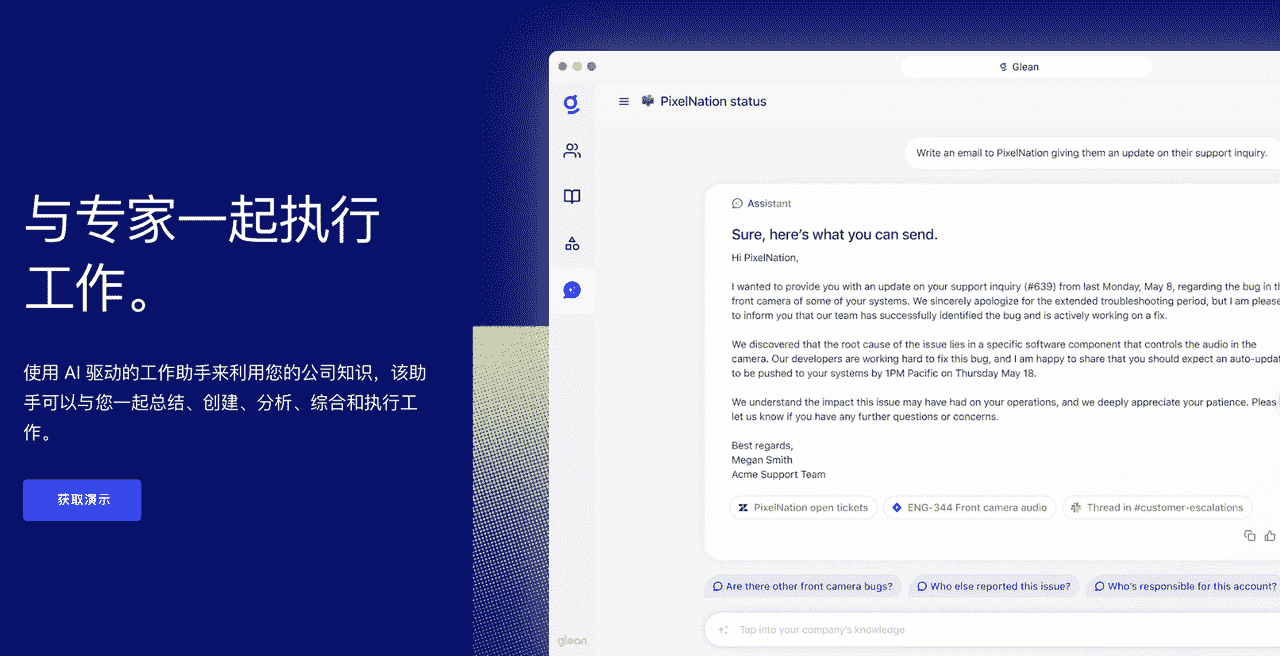 与专家一起执行
工作。
使用 AI 驱动的工作助手来利用您的公司知识，该助
手可以与您一起总结、创建、分析、综合和执行工
作。
获取演示
Glean
PixelNation status
Write an email to PixelNation giving them an update on their support inquiry.
Assistant
Sure, here's what you can send.
Hi PixelNation,
I wanted to provide you with an update on your support inquiry (#639) from last Monday, May 8, regarding the bug in
front camera of some of your systems. We sincerely apologize for the extended troubleshooting period, but I am
to inform you that our team has successfully identified the bug and is actively working on a fix.
We discovered that the root cause of the issue lies in a specific software component that controls the audio in the
camera. Our developers are working hard to fix this bug, and I am happy to share that you should expect an
to be pushed to your systems by 1PM Pacific on Thursday May 18.
We understand the impact this issue may have had on your operations, and we deeply appreciate your patience.
let us know if you have any further questions or concerns.
Best regards,
Megan Smith
Acme Support Team
PixelNation open tickets
ENG-344 Front camera audio
Thread in #customer-escalations
Are there other front camera bugs?
Who else reported this issue?
Who's responsible for this account?
Tap into your company's knowledge
glean